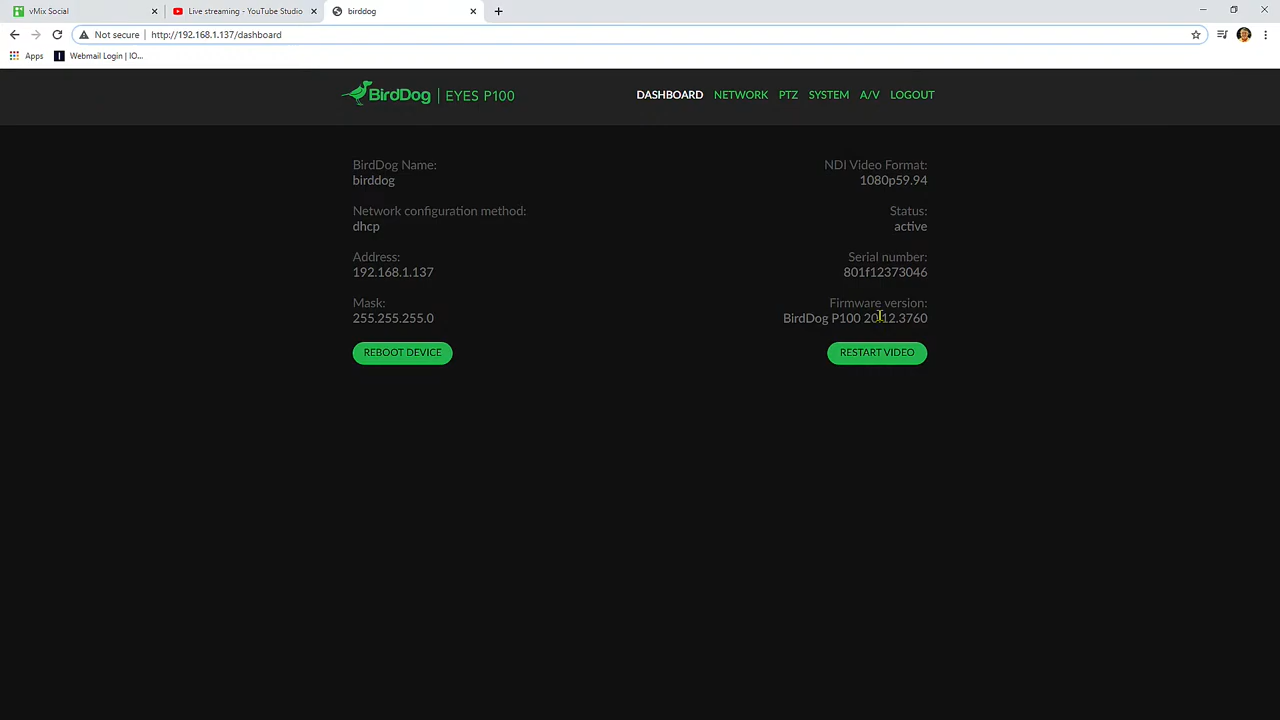 vMix Social
Live streaming - YouTube Studio
birddog
Not secure
http://192.168.1.137/dashboard
Apps
Webmail Login | IO...
BirdDog | EYES P100
DASHBOARD NETWORK PTZ SYSTEM A/V LOGOUT
BirdDog Name:
birddog
Network configuration method:
dhcp
Address:
192.168.1.137
Mask:
255.255.255.0
REBOOT DEVICE
NDI Video Format:
1080p59.94
Status:
active
Serial number:
801f12373046
Firmware version:
BirdDog P100 20.12.3760
RESTART VIDEO